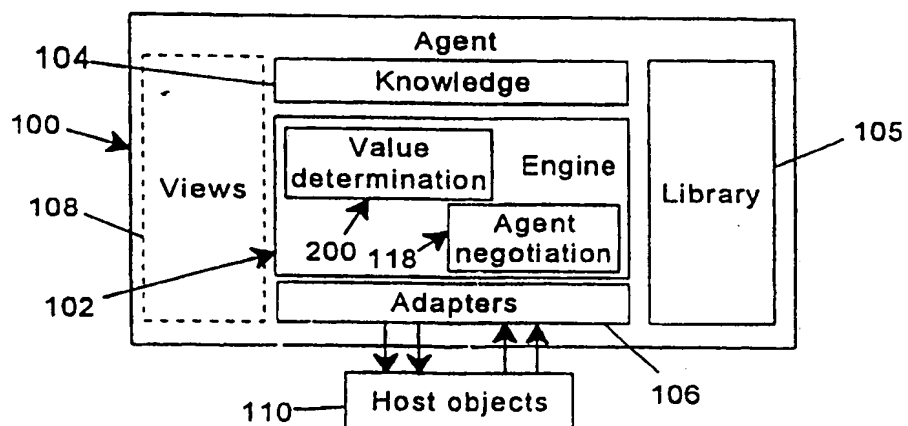 Agent
104
Knowledge
100
105
Value
determination
Engine
Views
Library
108
200
118
Agent
negotiation
102
Adapters
106
110
Host objects